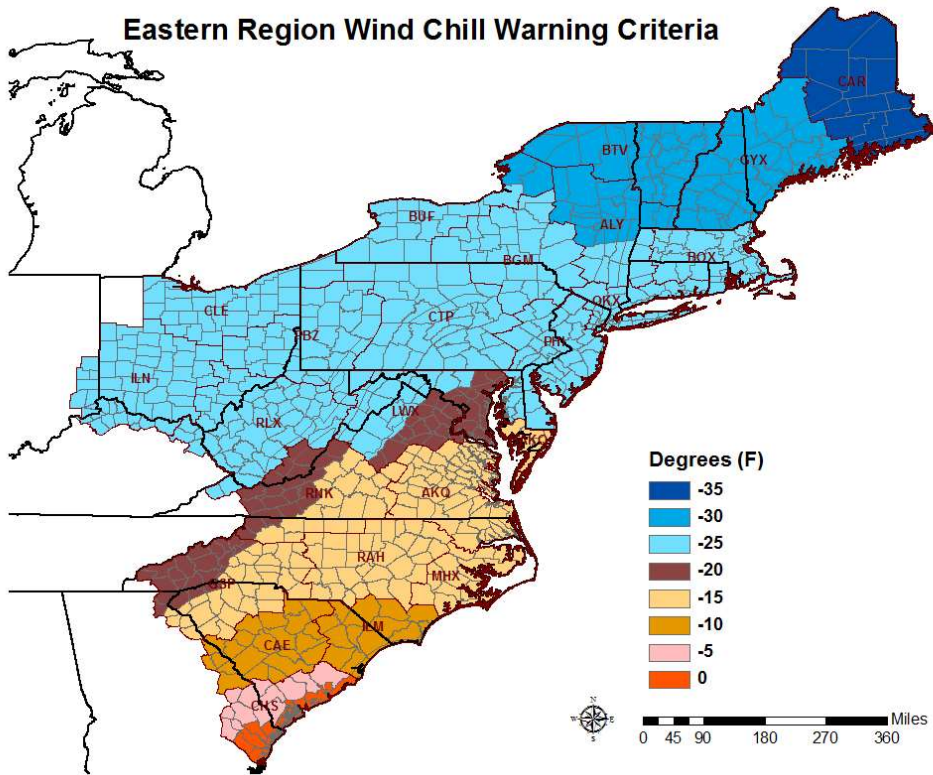 Eastern Region Wind Chill Warning Criteria
CAR
BTV
GYX
BUF
ALY
BGM
BOX
CLE
CTP
OKX
PBZ
PHI
ILN
LWX
RLX
RNK
AKQ
RAH
GSP
MHX
ILM
CAE
CHS
Degrees (F)
-35
-30
-25
-20
-15
-10
-5
0
N
W
E
S
Miles
0 45 90 180 270 360